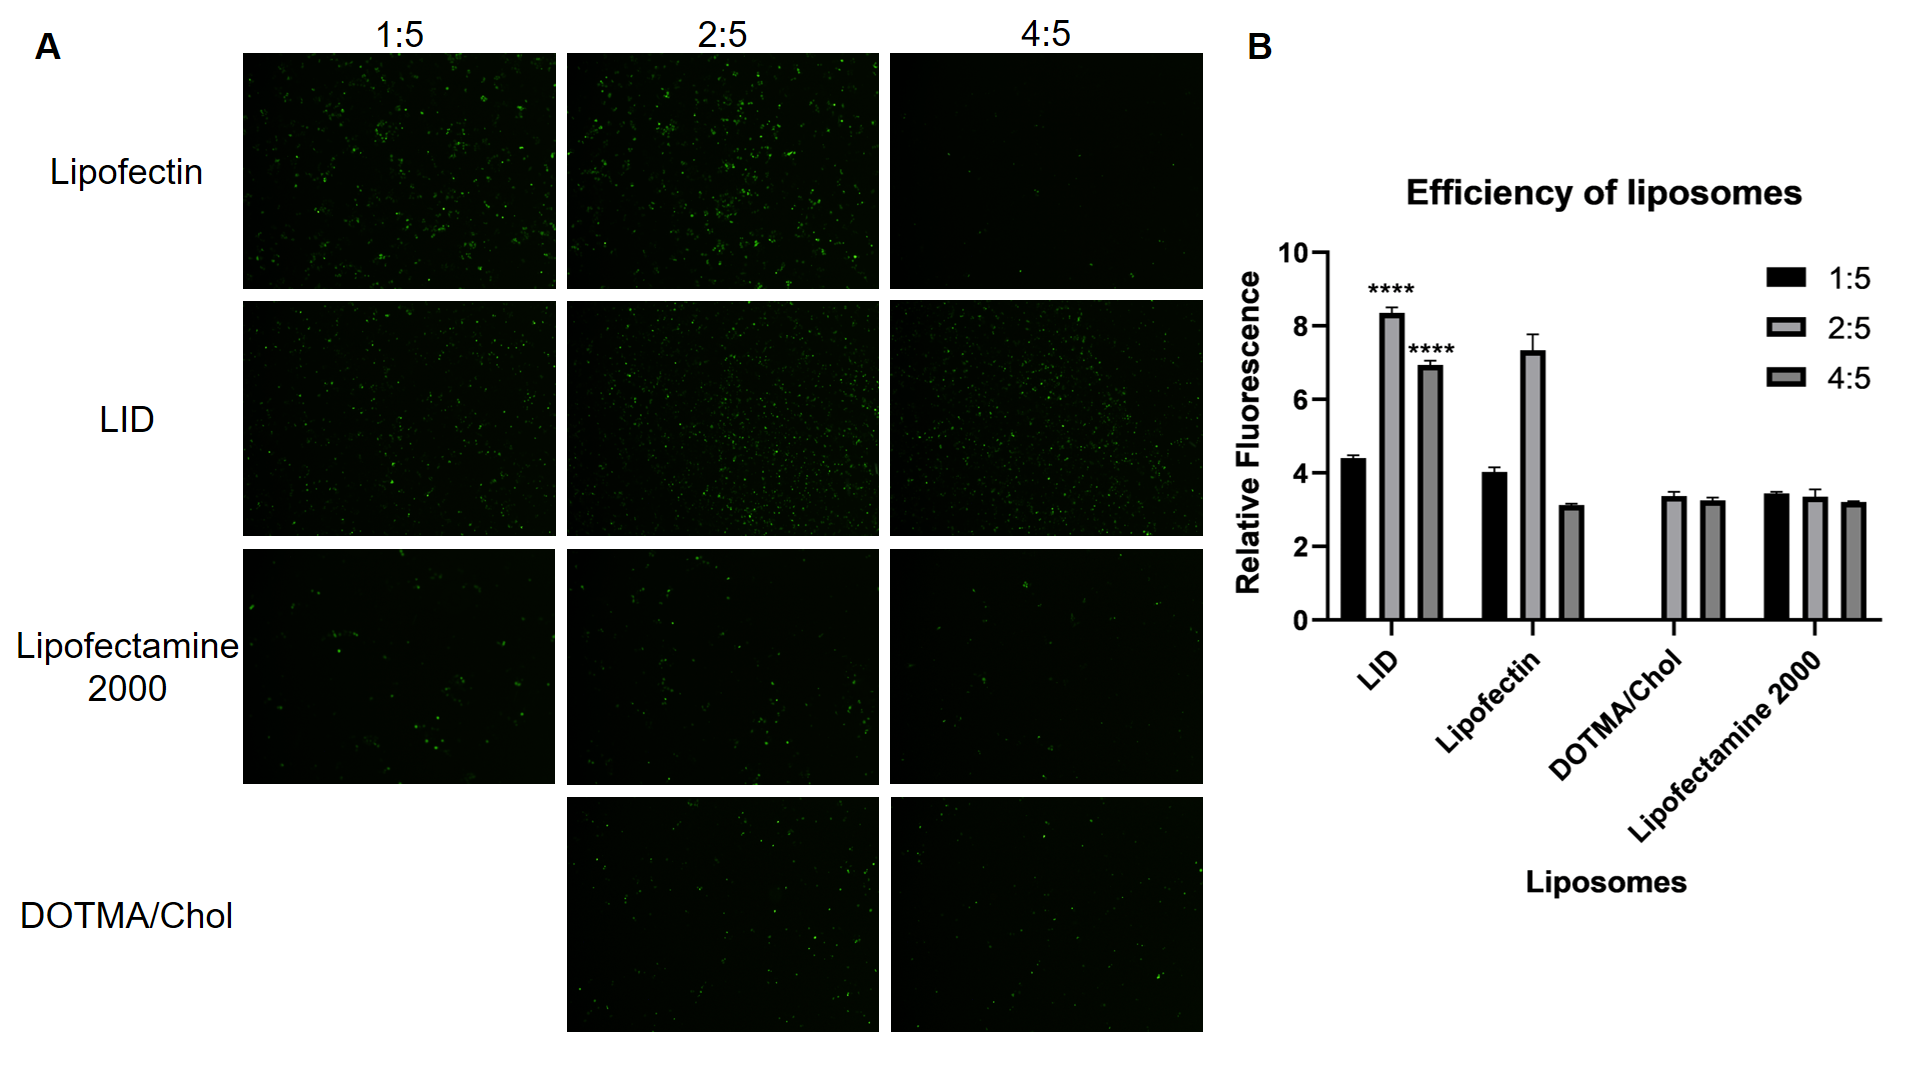 A
1:5
2:5
4:5
Lipofectin
LID
Lipofectamine
2000
DOTMA/Chol
B
Efficiency of liposomes
Relative Fluorescence
10
8
6
4
2
0
****
****
1:5
2:5
4:5
LID
Lipofectin
DOTMA/Chol
Lipofectamine 2000
Liposomes